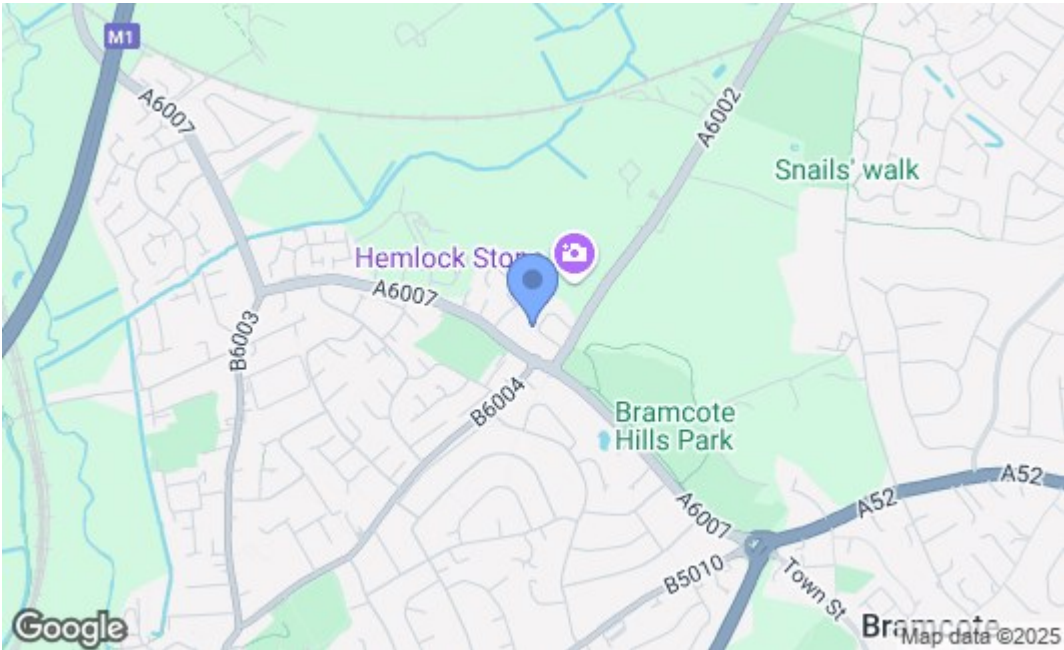 M1
A6007
A6002
Snails' walk
Hemlock Stone
A6007
B6003
B6004
Bramcote
Hills Park
A52
A52
A6007
B5010
Town St
Bramcote
Google
Map data ©2025